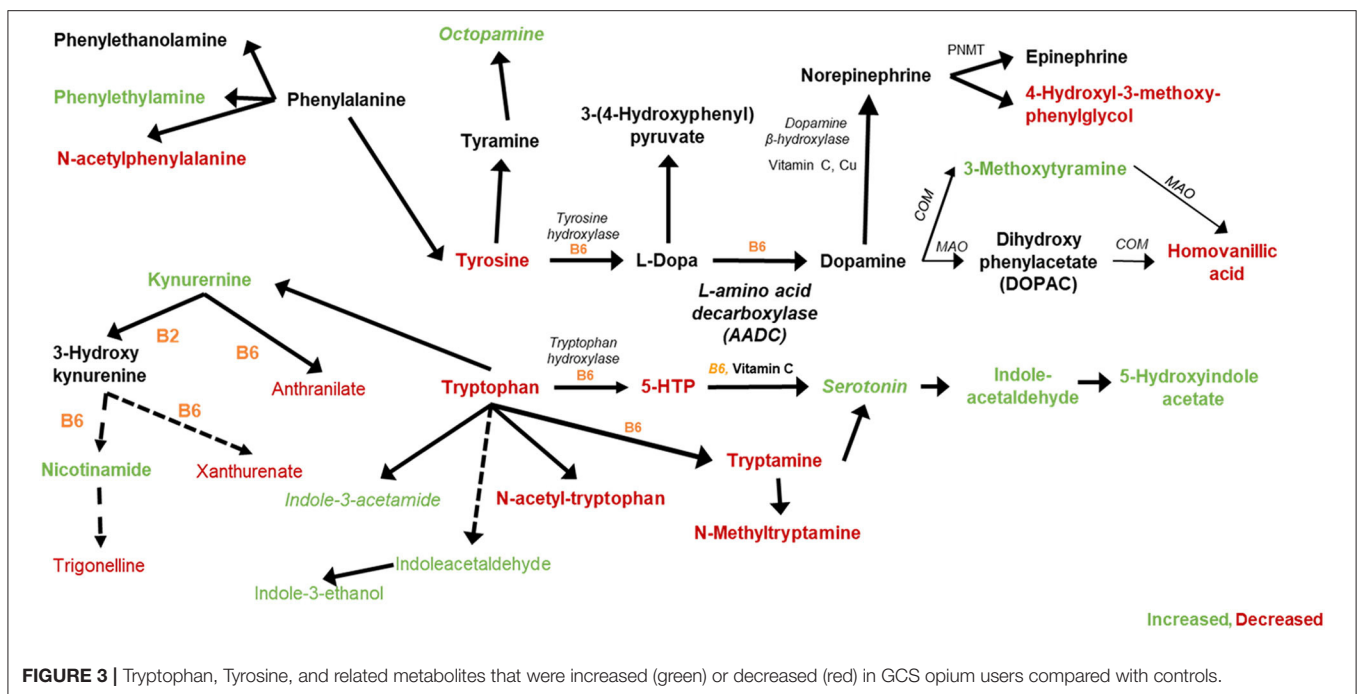 Phenylethanolamine
Phenylethylamine
N-acetylphenylalanine
Phenylalanine
Octopamine
Tyramine
3-(4-Hydroxyphenyl)
pyruvate
Norepinephrine
PNMT
Epinephrine
4-Hydroxyl-3-methoxy-
phenylglycol
Dopamine
β-hydroxylase
Vitamin C, Cu
3-Methoxytyramine
COM
MAO
Tyrosine
Tyrosine
hydroxylase
B6
L-Dopa
B6
L-amino acid
decarboxylase
(AADC)
Dopamine
MAO
Dihydroxy
phenylacetate
(DOPAC)
COM
Homovanillic
acid
Kynurernine
B2
B6
3-Hydroxy
kynurenine
Anthranilate
B6
B6
Nicotinamide
Xanthurenate
Trigonelline
Tryptophan
Tryptophan
hydroxylase
B6
5-HTP
B6, Vitamin C
Serotonin
Indole-
acetaldehyde
5-Hydroxyindole
acetate
B6
Tryptamine
Indole-3-acetamide
N-acetyl-tryptophan
N-Methyltryptamine
Indoleacetaldehyde
Indole-3-ethanol
Increased, Decreased
FIGURE 3 | Tryptophan, Tyrosine, and related metabolites that were increased (green) or decreased (red) in GCS opium users compared with controls.